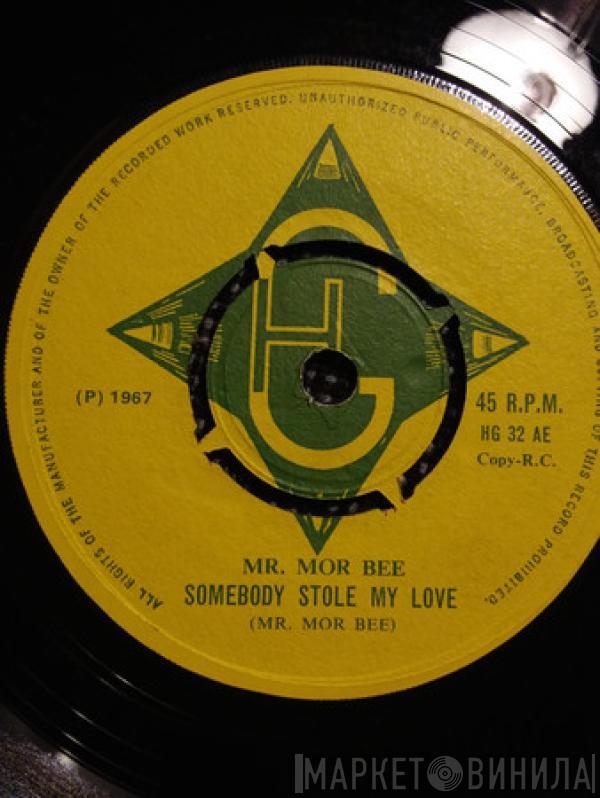 ALL RIGHTS OF THE MANUFACTURER AND OF THE OWNER OF THE RECORDED WORK RESERVED. UNAUTHORIZED PUBLIC PERFORMANCE, BROADCASTING AND COPYING OF THIS RECORD PROHIBITED.
HG
(P) 1967
45 R.P.M.
HG 32 AE
Copy-R.C.
MR. MOR BEE
SOMEBODY STOLE MY LOVE
(MR. MOR BEE)
МАРКЕТ ВИНИЛА